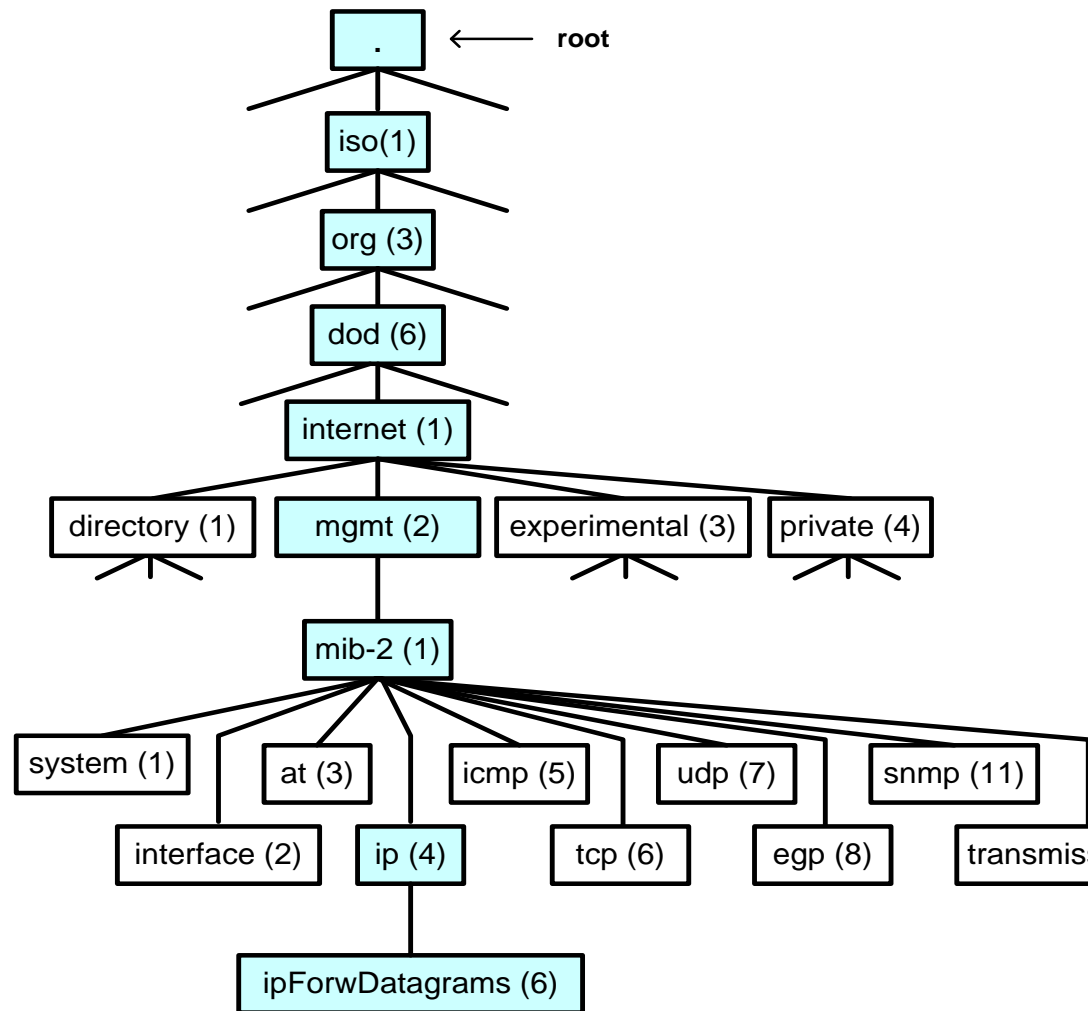 .
root
iso(1)
org (3)
dod (6)
internet (1)
directory (1)
mgmt (2)
experimental (3)
private (4)
mib-2 (1)
system (1)
at (3)
icmp (5)
udp (7)
snmp (11)
interface (2)
ip (4)
tcp (6)
egp (8)
transmiss
ipForwDatagrams (6)